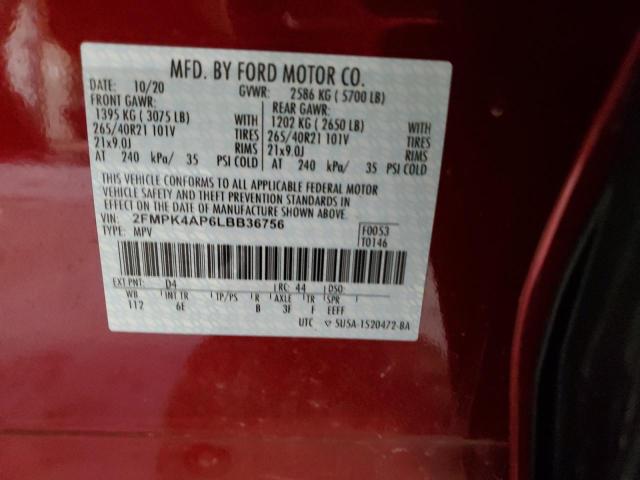 MFD. BY FORD MOTOR CO.
DATE: 10/20 GVWR: 2586 KG ( 5700 LB)
FRONT GAWR: REAR GAWR:
1395 KG ( 3075 LB) 1202 KG ( 2650 LB)
265/40R21 101V TIRES 265/40R21 101V TIRES
21x9.0J RIMS 21x9.0J RIMS
AT 240 kPa/ 35 PSI COLD AT 240 kPa/ 35 PSI COLD
THIS VEHICLE CONFORMS TO ALL APPLICABLE FEDERAL MOTOR
VEHICLE SAFETY AND THEFT PREVENTION STANDARDS IN
EFFECT ON THE DATE OF MANUFACTURE SHOWN ABOVE.
VIN: 2FMPK4AP6LBB36756 F0053
TYPE: MPV T0146
EXT PNT: D4 RC: 44 DSO:
WB INT TR TP/PS R AXLE TR SPR
112 6E B 3F F EEFF
UTC ▽ 5U5A-1520472-BA